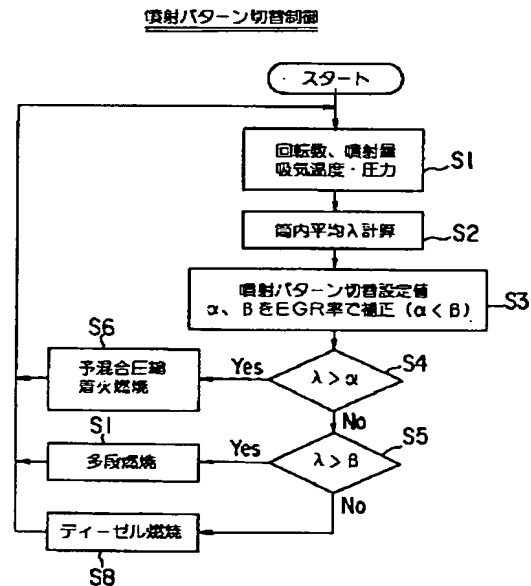 噴射パターン切替制御
スタート
回転数、噴射量
吸気温度・圧力
S1
筒内平均λ計算
S2
噴射パターン切替設定値
α、βをEGR率で補正(α<β)
S3
S6
予混合圧縮
着火燃焼
Yes
λ>α
S4
No
S1
多段燃焼
Yes
λ>β
S5
No
ディーゼル燃焼
S8